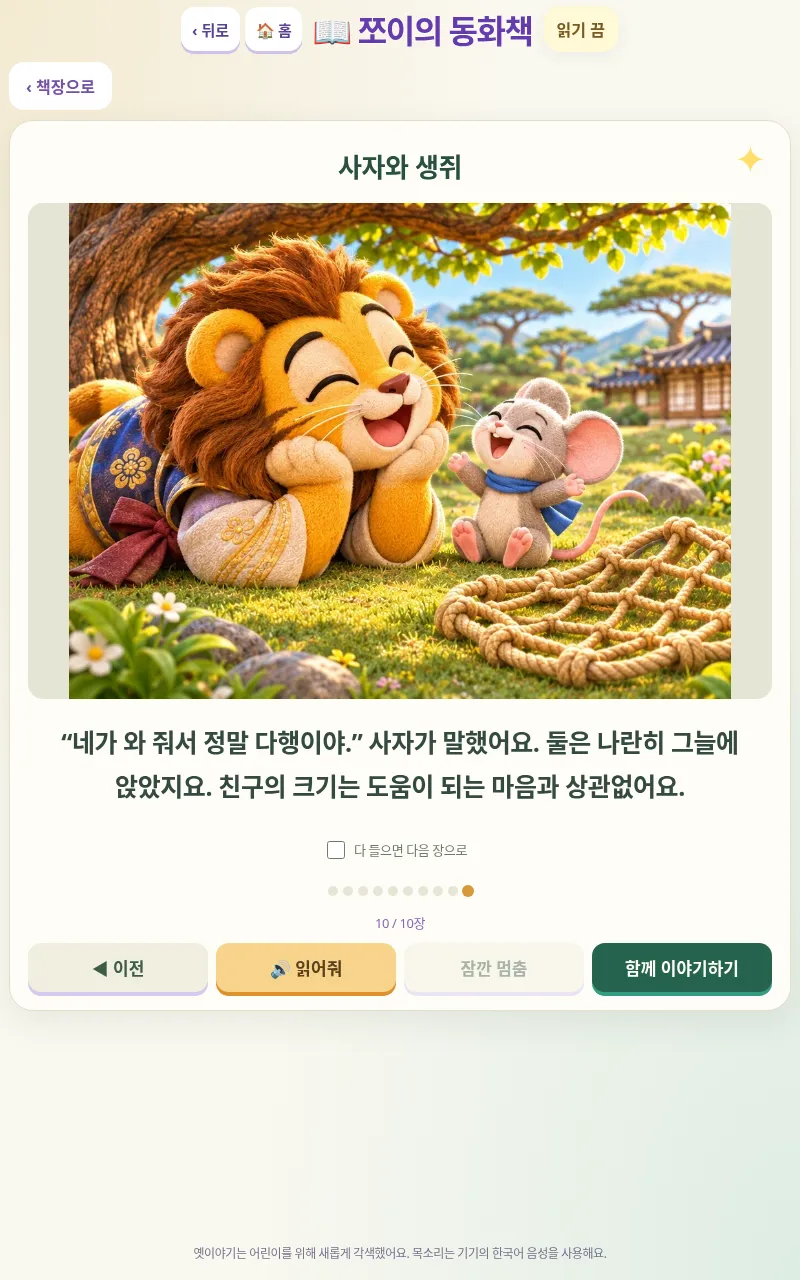 ‹ 뒤로
🏠 홈
📖 쪼이의 동화책
읽기 끝
‹ 책장으로
사자와 생쥐
“네가 와 줘서 정말 다행이야.” 사자가 말했어요. 둘은 나란히 그늘에
앉았지요. 친구의 크기는 도움이 되는 마음과 상관없어요.
다 들으면 다음 장으로
10 / 10장
◀ 이전
🔊 읽어줘
잠깐 멈춤
함께 이야기하기
옛이야기는 어린이를 위해 새롭게 각색했어요. 목소리는 기기의 한국어 음성을 사용해요.